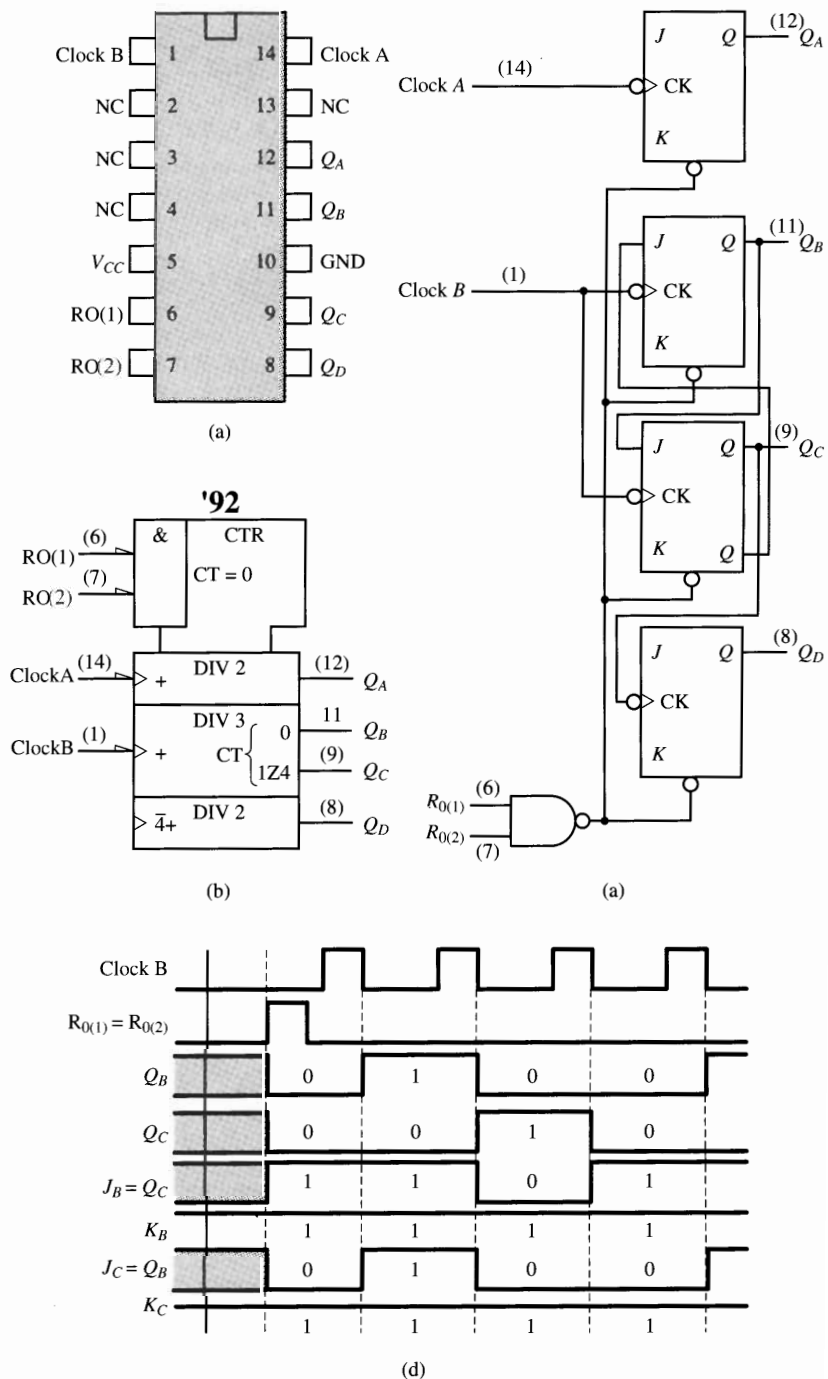 Clock B 1 14 Clock A
NC 2 13 NC
NC 3 12 Q_A
NC 4 11 Q_B
V_CC 5 10 GND
RO(1) 6 9 Q_C
RO(2) 7 8 Q_D
(a)
'92
(6) & CTR
RO(1)
CT = 0
(7)
RO(2)
ClockA (14) + DIV 2 (12) Q_A
DIV 3 0 11 Q_B
ClockB (1) + CT
1Z4 (9) Q_C
4̄+ DIV 2 (8) Q_D
(b)
J Q (12) Q_A
Clock A (14) CK
K
J Q (11) Q_B
Clock B (1) CK
K
J Q (9) Q_C
CK
K Q
J Q (8) Q_D
CK
K
R_0(1) (6)
R_0(2) (7)
(a)
Clock B
R_0(1) = R_0(2)
Q_B 0 1 0 0
Q_C 0 0 1 0
J_B = Q_C 1 1 0 1
K_B 1 1 1 1
J_C = Q_B 0 1 0 0
K_C 1 1 1 1
(d)